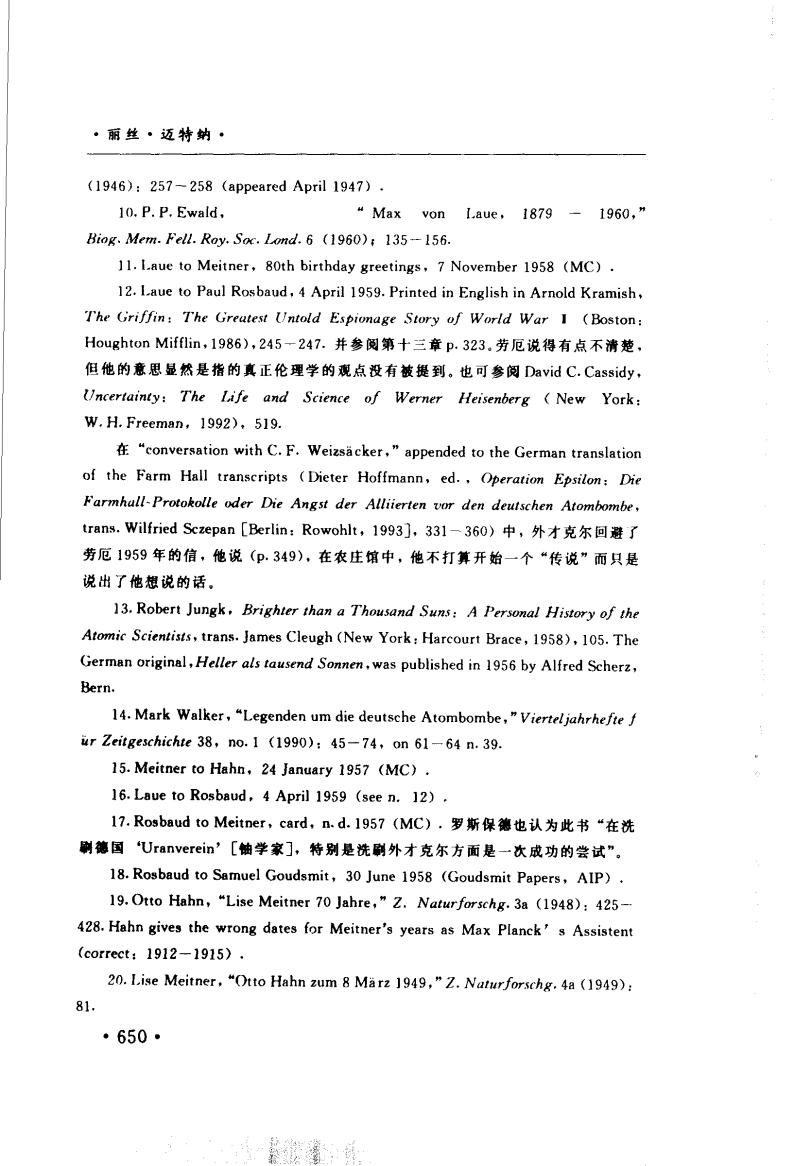 ·丽丝·迈特纳·
(1946): 257—258 (appeared April 1947).
10. P. P. Ewald, “ Max von Laue, 1879 — 1960,”
Biog. Mem. Fell. Roy. Soc. Lond. 6 (1960): 135—156.
11. Laue to Meitner, 80th birthday greetings, 7 November 1958 (MC).
12. Laue to Paul Rosbaud, 4 April 1959. Printed in English in Arnold Kramish,
The Griffin: The Greatest Untold Espionage Story of World War Ⅱ (Boston:
Houghton Mifflin, 1986), 245—247. 并参阅第十三章 p. 323。劳厄说得有点不清楚,
但他的意思显然是指的真正伦理学的观点没有被提到。也可参阅 David C. Cassidy,
Uncertainty: The Life and Science of Werner Heisenberg ( New York:
W. H. Freeman, 1992), 519.
在 “conversation with C. F. Weizsäcker,” appended to the German translation
of the Farm Hall transcripts (Dieter Hoffmann, ed., Operation Epsilon: Die
Farmhall-Protokolle oder Die Angst der Alliierten vor den deutschen Atombombe,
trans. Wilfried Sczepan [Berlin: Rowohlt, 1993], 331—360) 中, 外才克尔回避了
劳厄 1959 年的信, 他说 (p. 349), 在农庄馆中, 他不打算开始一个 “传说” 而只是
说出了他想说的话。
13. Robert Jungk, Brighter than a Thousand Suns: A Personal History of the
Atomic Scientists, trans. James Cleugh (New York: Harcourt Brace, 1958), 105. The
German original, Heller als tausend Sonnen, was published in 1956 by Alfred Scherz,
Bern.
14. Mark Walker, “Legenden um die deutsche Atombombe,” Vierteljahrhefte f
ür Zeitgeschichte 38, no. 1 (1990): 45—74, on 61—64 n. 39.
15. Meitner to Hahn, 24 January 1957 (MC).
16. Laue to Rosbaud, 4 April 1959 (see n. 12).
17. Rosbaud to Meitner, card, n. d. 1957 (MC). 罗斯保德也认为此书 “在洗
刷德国 ‘Uranverein’ [铀学家], 特别是洗刷外才克尔方面是一次成功的尝试”。
18. Rosbaud to Samuel Goudsmit, 30 June 1958 (Goudsmit Papers, AIP).
19. Otto Hahn, “Lise Meitner 70 Jahre,” Z. Naturforschg. 3a (1948): 425—
428. Hahn gives the wrong dates for Meitner’s years as Max Planck’ s Assistent
(correct: 1912—1915).
20. Lise Meitner, “Otto Hahn zum 8 März 1949,” Z. Naturforschg. 4a (1949):
81.
·650·